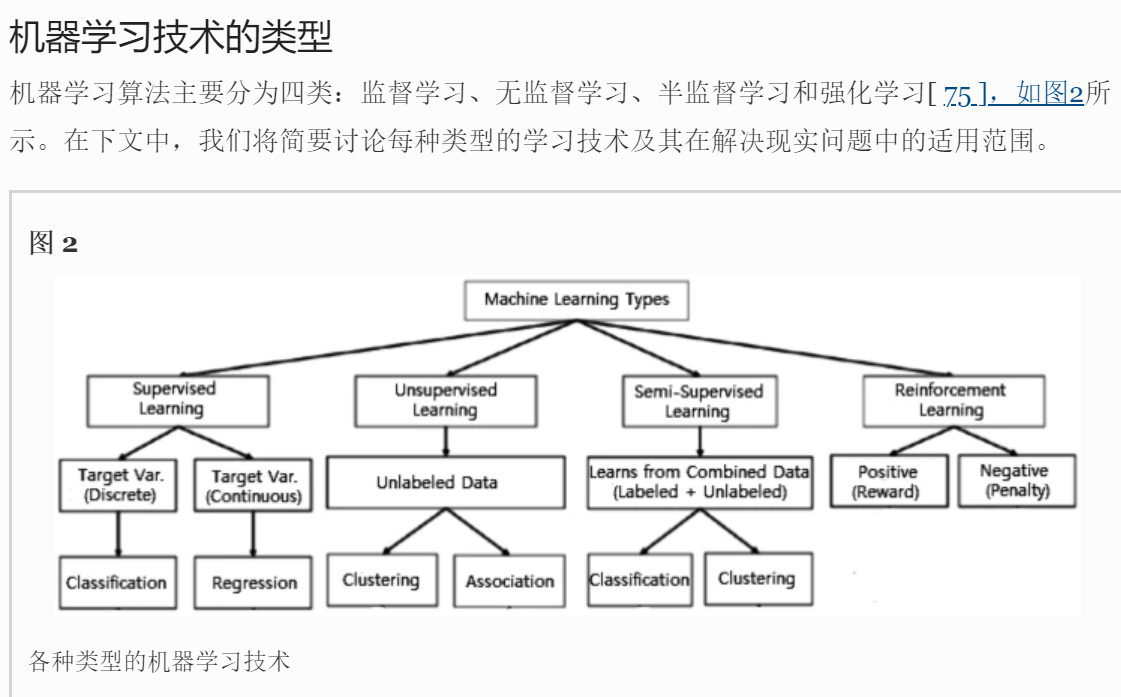 机器学习技术的类型
机器学习算法主要分为四类：监督学习、无监督学习、半监督学习和强化学习[ 75 ]，如图2所
示。在下文中，我们将简要讨论每种类型的学习技术及其在解决现实问题中的适用范围。
图 2
Machine Learning Types
Supervised
Learning
Unsupervised
Learning
Semi-Supervised
Learning
Reinforcement
Learning
Target Var.
(Discrete)
Target Var.
(Continuous)
Unlabeled Data
Learns from Combined Data
(Labeled + Unlabeled)
Positive
(Reward)
Negative
(Penalty)
Classification
Regression
Clustering
Association
Classification
Clustering
各种类型的机器学习技术